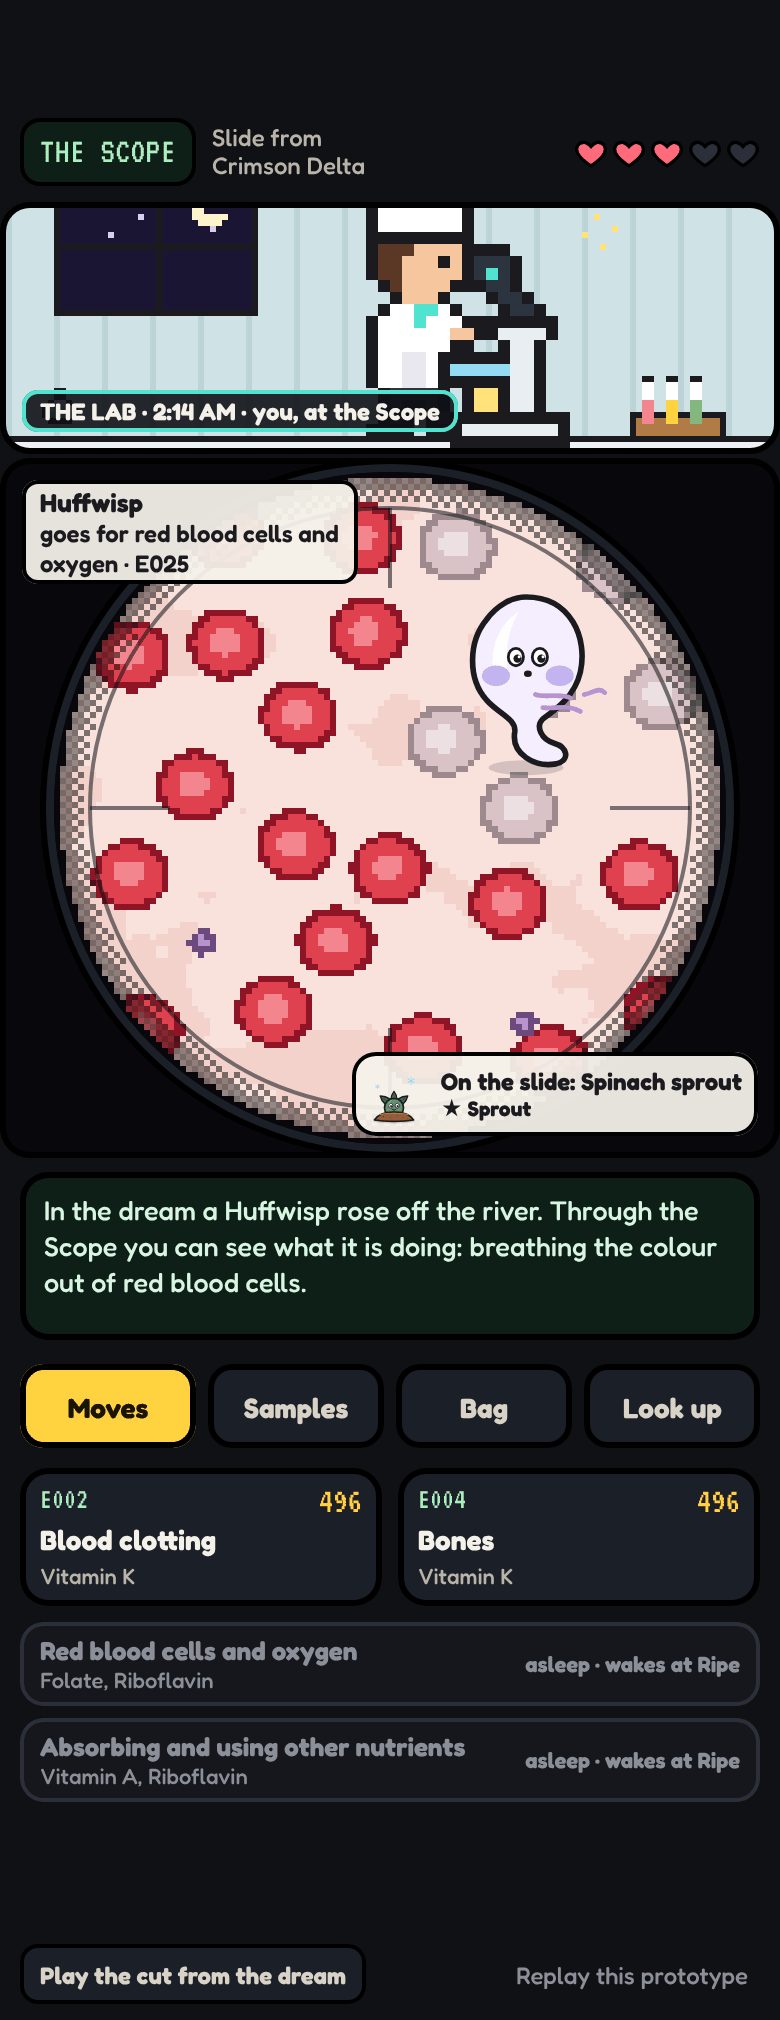 THE SCOPE
Slide from
Crimson Delta
THE LAB · 2:14 AM · you, at the Scope
Huffwisp
goes for red blood cells and
oxygen · E025
On the slide: Spinach sprout
★ Sprout
In the dream a Huffwisp rose off the river. Through the
Scope you can see what it is doing: breathing the colour
out of red blood cells.
Moves
Samples
Bag
Look up
E002
496
Blood clotting
Vitamin K
E004
496
Bones
Vitamin K
Red blood cells and oxygen
Folate, Riboflavin
asleep · wakes at Ripe
Absorbing and using other nutrients
Vitamin A, Riboflavin
asleep · wakes at Ripe
Play the cut from the dream
Replay this prototype